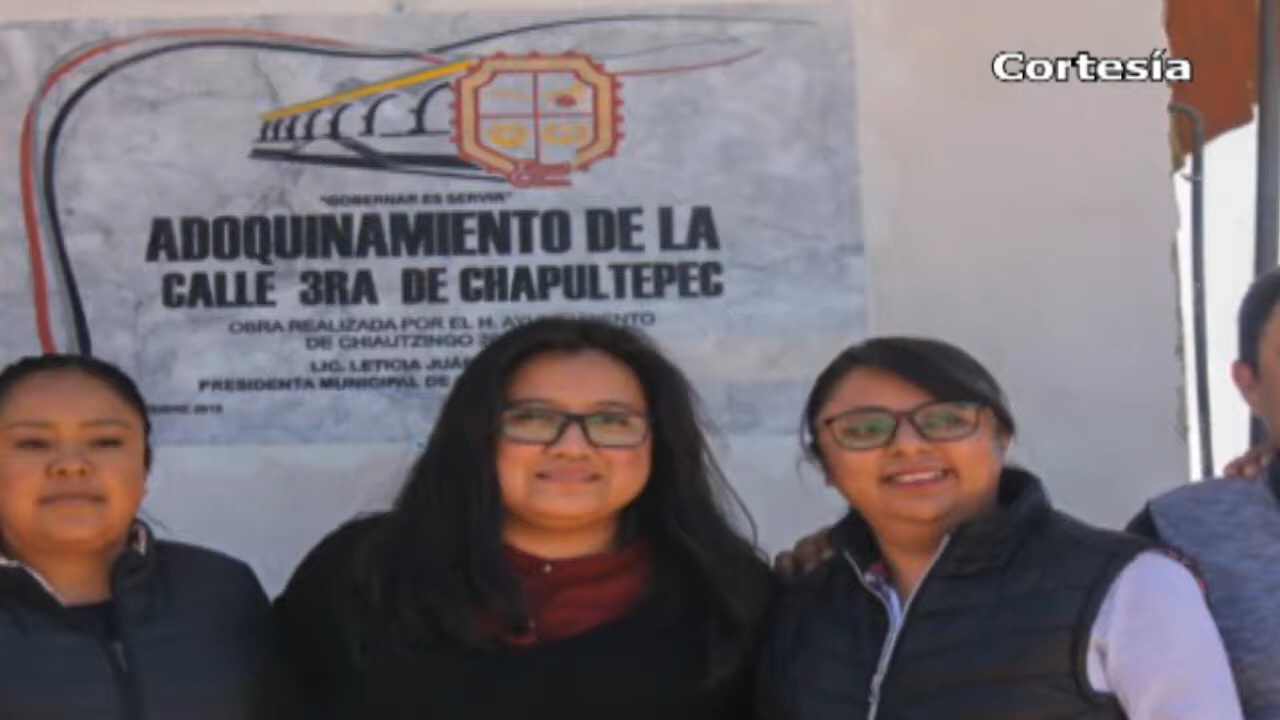 Cortesía
"GOBERNAR ES SERVIR"
ADOQUINAMIENTO DE LA
CALLE 3RA DE CHAPULTEPEC
OBRA REALIZADA POR EL H. AYUNTAMIENTO
DE CHIAUTZINGO
LIC. LETICIA
PRESIDENTA MUNICIPAL DE